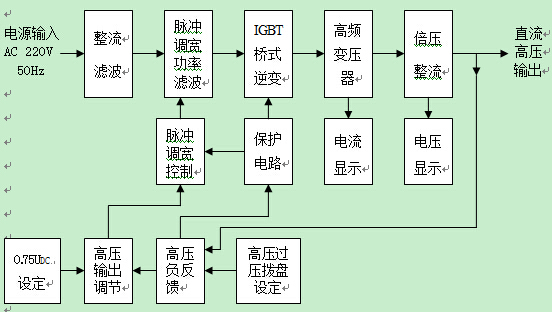 电源输入
AC 220V
50Hz
整流
滤波
脉冲
调宽
功率
滤波
IGBT
桥式
逆变
高频
变压
器
倍压
整流
直流
高压
输出
脉冲
调宽
控制
保护
电路
电流
显示
电压
显示
0.75UDC
设定
高压
输出
调节
高压
负反
馈
高压过
压拨盘
设定